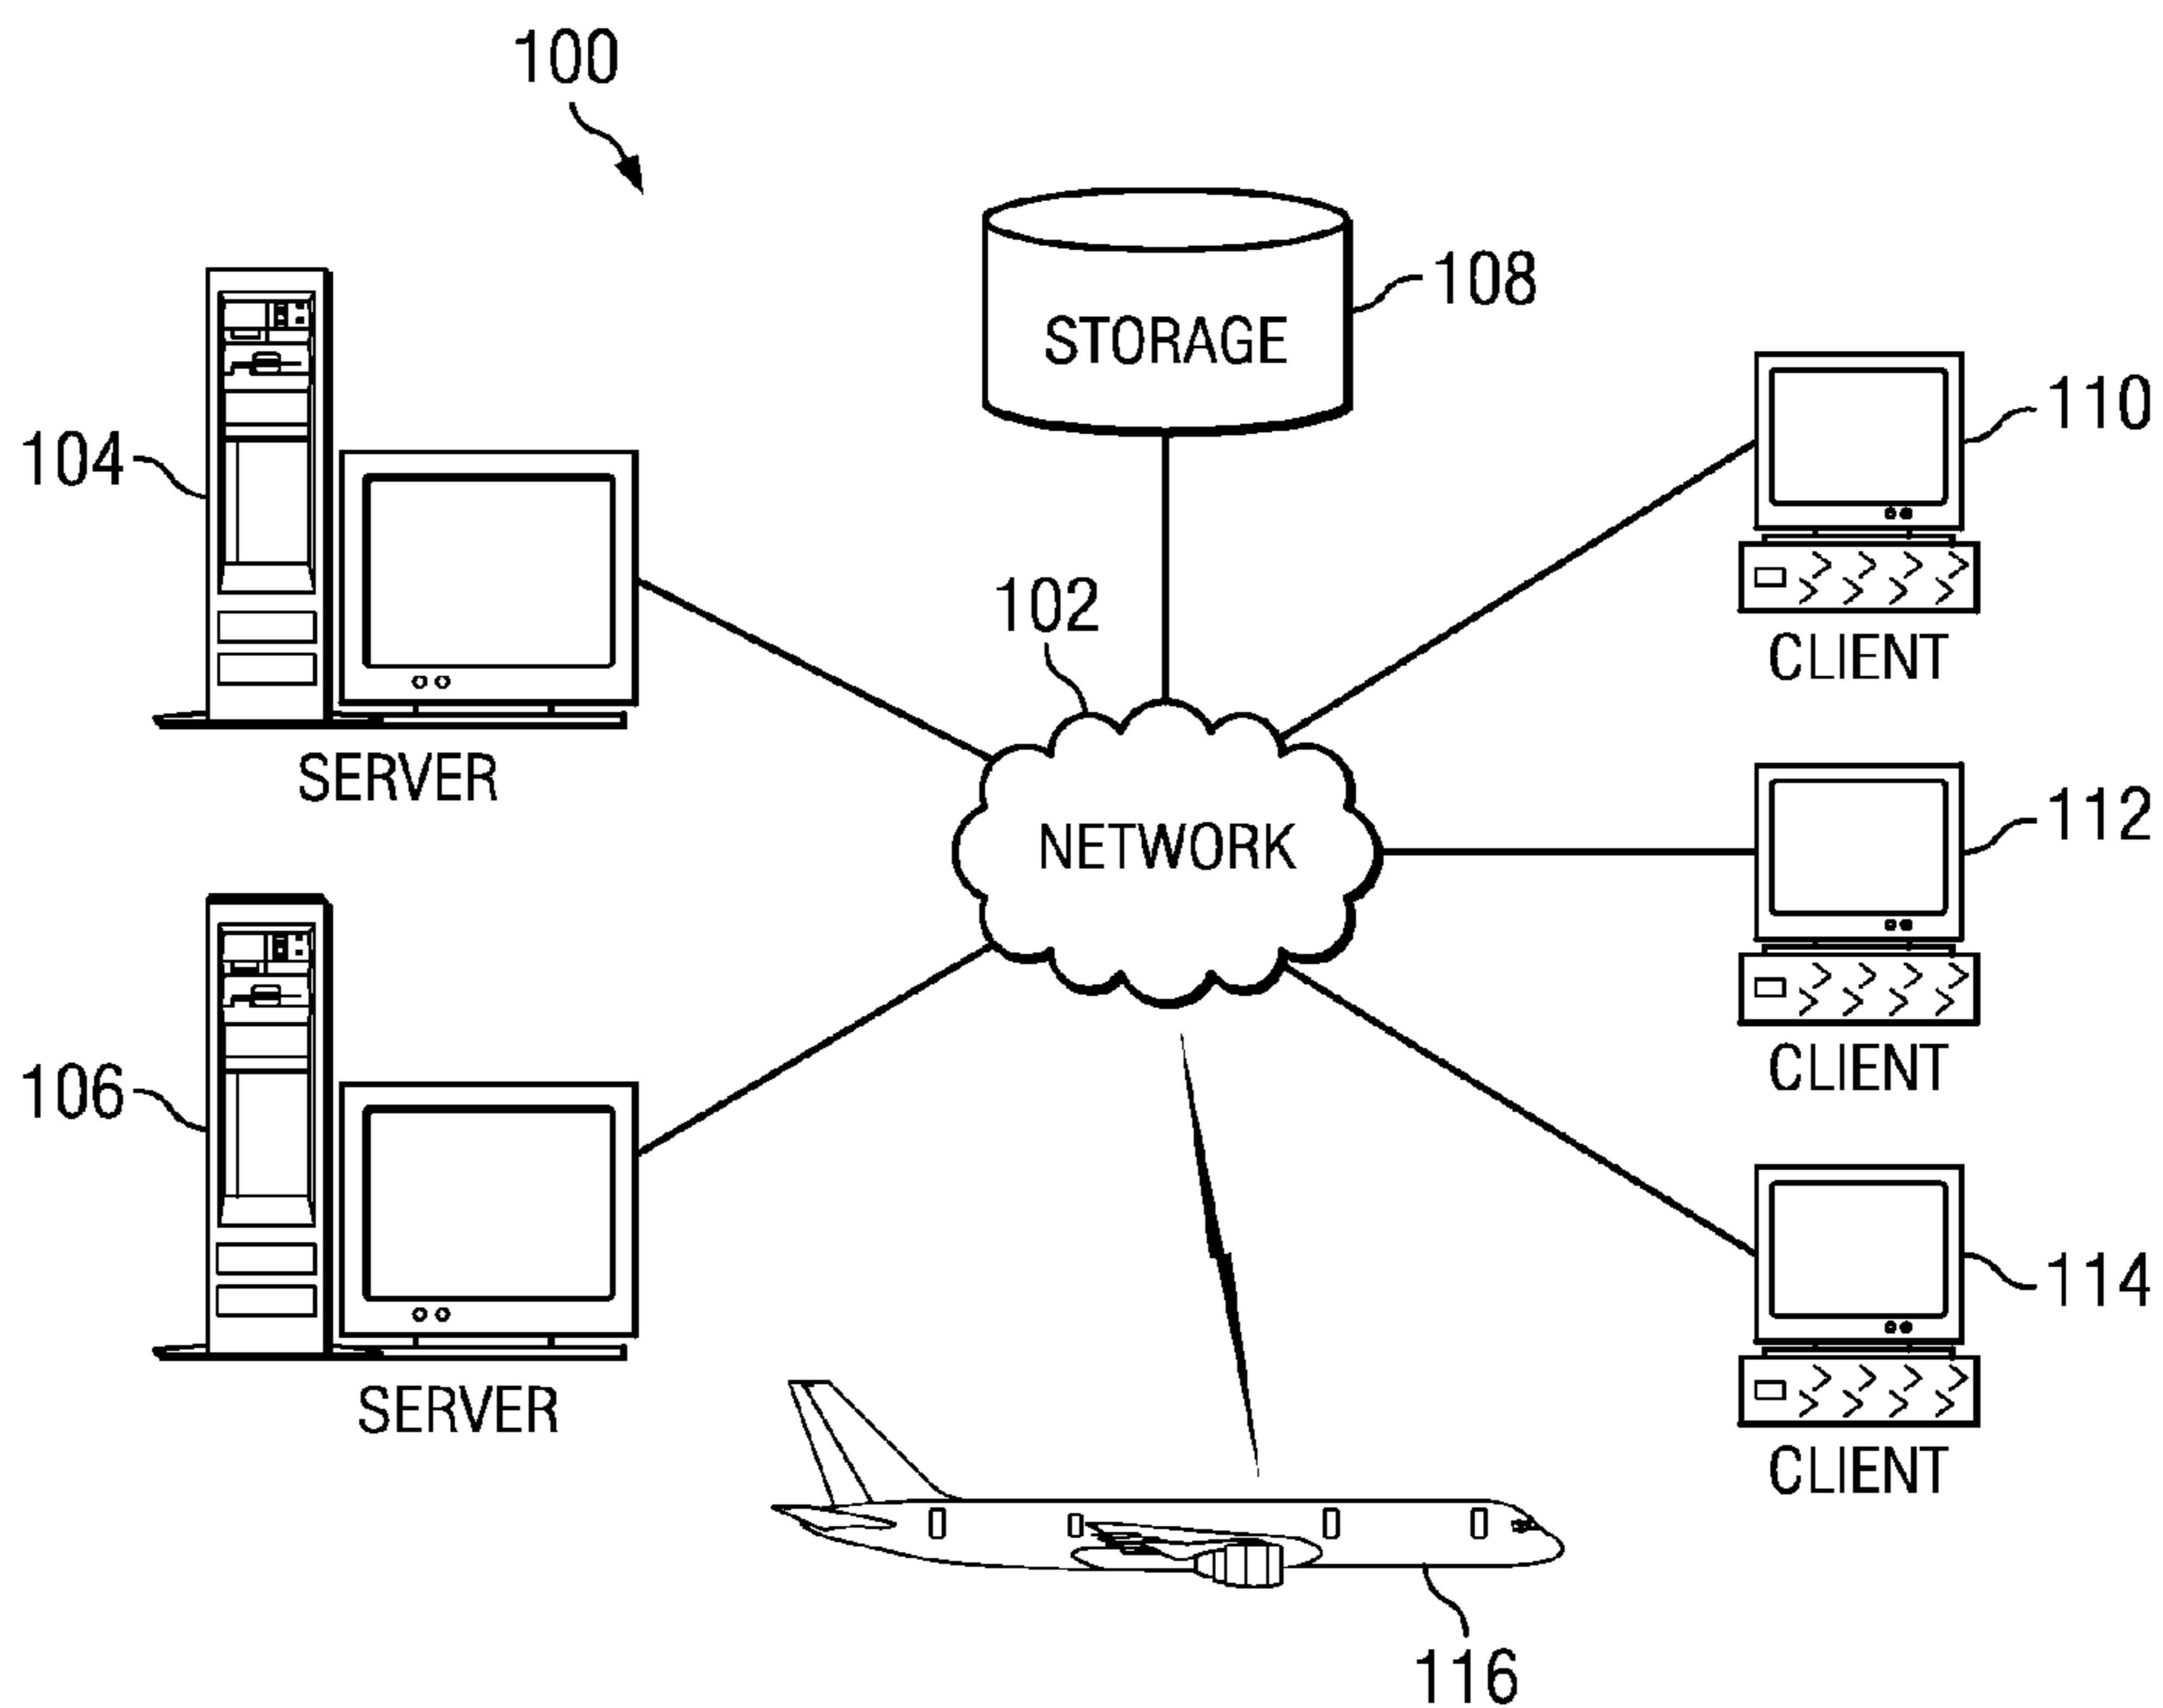 100
108
STORAGE
110
104
102
CLIENT
SERVER
112
NETWORK
106
CLIENT
114
SERVER
CLIENT
116